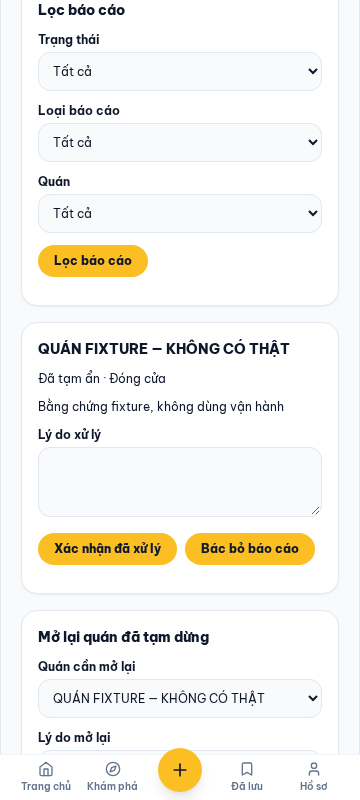 Lọc báo cáo
Trạng thái
Tất cả
Loại báo cáo
Tất cả
Quán
Tất cả
Lọc báo cáo
QUÁN FIXTURE — KHÔNG CÓ THẬT
Đã tạm ẩn · Đóng cửa
Bằng chứng fixture, không dùng vận hành
Lý do xử lý
Xác nhận đã xử lý
Bác bỏ báo cáo
Mở lại quán đã tạm dừng
Quán cần mở lại
QUÁN FIXTURE — KHÔNG CÓ THẬT
Lý do mở lại
Trang chủ
Khám phá
Đã lưu
Hồ sơ